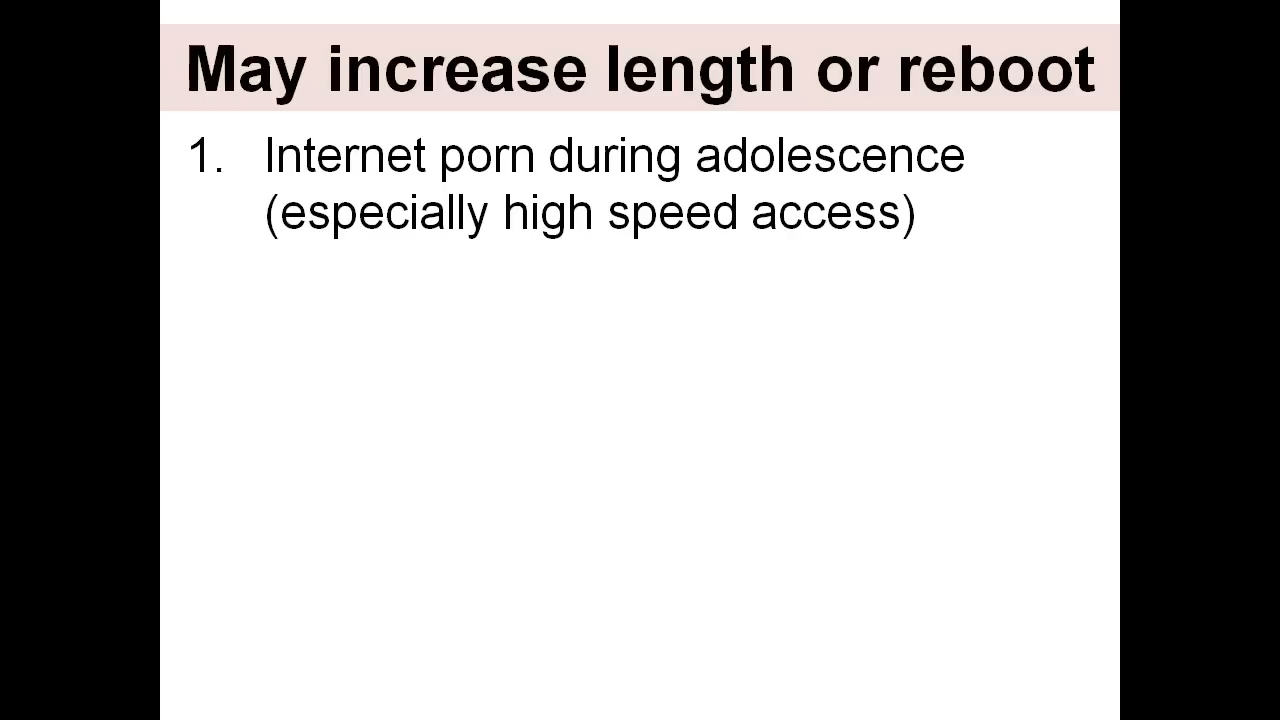 May increase length or reboot
1. Internet porn during adolescence
(especially high speed access)